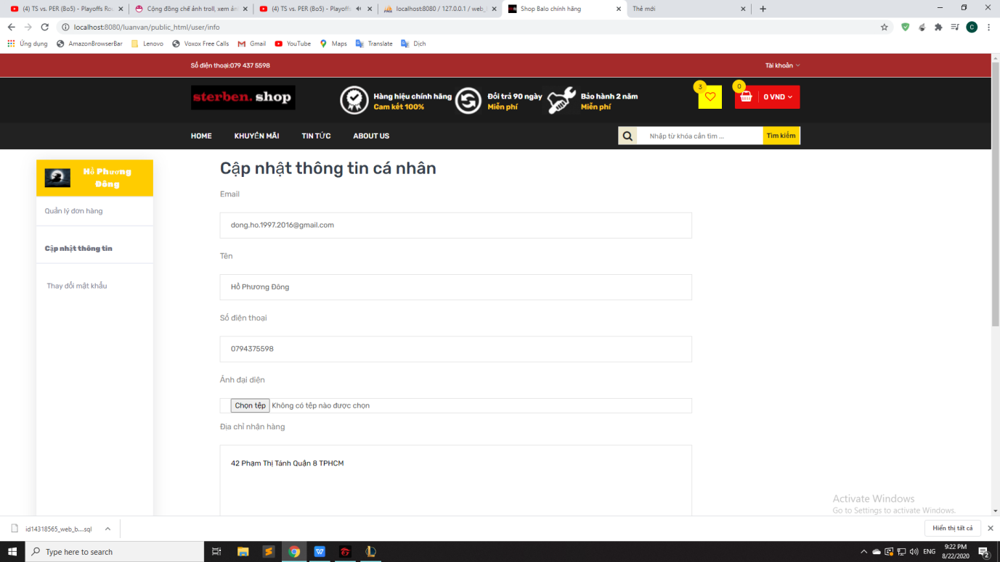 (4) TS vs. PER (Bo5) - Playoffs Rou
Cộng đồng chế ảnh troll, xem ản
(4) TS vs. PER (Bo5) - Playoffs
localhost:8080 / 127.0.0.1 / web_b
Shop Balo chính hãng
Thẻ mới
localhost:8080/luanvan/public_html/user/info
C
Ứng dụng
AmazonBrowserBar
Lenovo
Voxox Free Calls
Gmail
YouTube
Maps
Translate
Dịch
Số điện thoại:079 437 5598
Tài khoản
sterben. shop
Hàng hiệu chính hãng
Cam kết 100%
Đổi trả 90 ngày
Miễn phí
Bảo hành 2 năm
Miễn phí
3
0
0 VND
HOME
KHUYẾN MÃI
TIN TỨC
ABOUT US
Nhập từ khóa cần tìm ...
Tìm kiếm
Hồ Phương
Đông
Quản lý đơn hàng
Cập nhật thông tin
Thay đổi mật khẩu
Cập nhật thông tin cá nhân
Email
dong.ho.1997.2016@gmail.com
Tên
Hồ Phương Đông
Số điện thoại
0794375598
Ảnh đại diện
Chọn tệp Không có tệp nào được chọn
Địa chỉ nhận hàng
42 Phạm Thị Tánh Quận 8 TPHCM
Activate Windows
Go to Settings to activate Windows.
id14318565_web_b....sql
Hiển thị tất cả
Type here to search
ENG
9:22 PM
8/22/2020
2